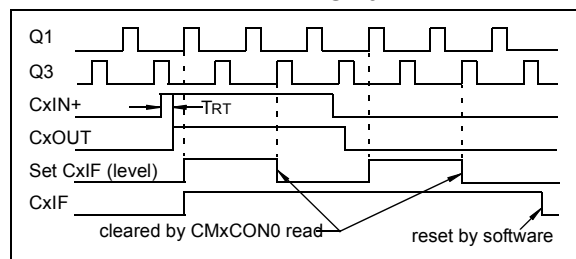 Q1
Q3
CxIN+
TRT
CxOUT
Set CxIF (level)
CxIF
cleared by CMxCON0 read
reset by software